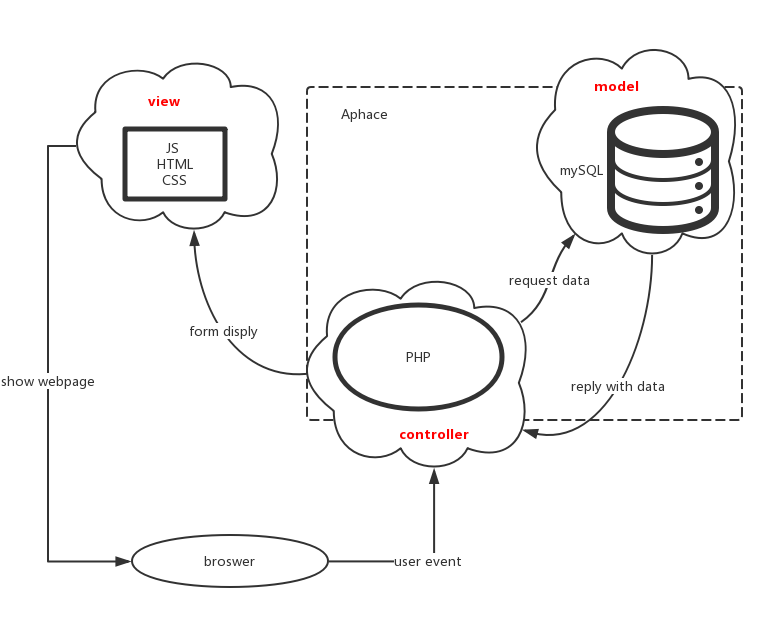 model
view
Aphace
JS
HTML
CSS
mySQL
request data
form disply
PHP
show webpage
reply with data
controller
broswer
user event